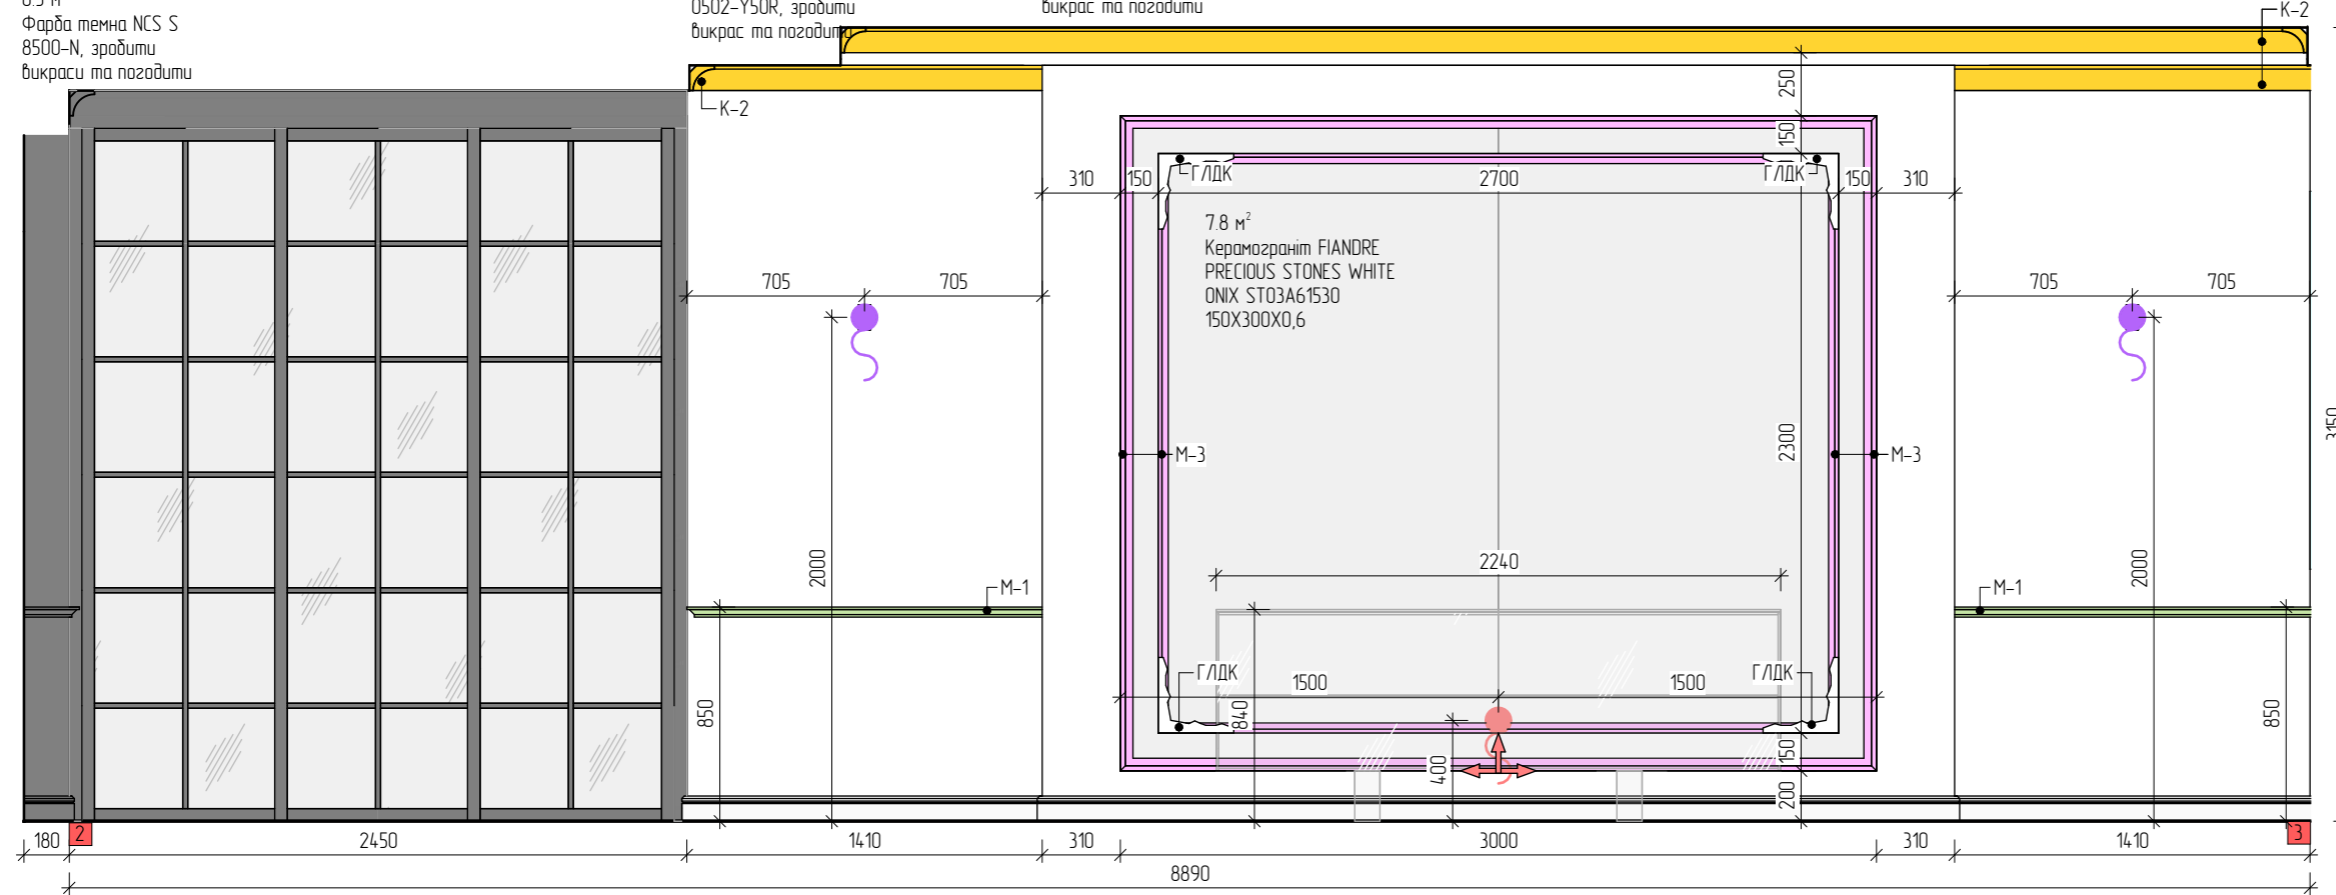 Фарба темна NCS S
8500-N, зробити
викраси та погодити
0502-Y50R, зробити
викрас та погодити
викрас та погодити
К-2
К-2
250
150
ГЛДК
ГЛДК
310
150
2700
150
310
7.8 м²
Керамограніт FIANDRE
PRECIOUS STONES WHITE
ONIX ST03A61530
150X300X0,6
705
705
705
705
3150
М-3
2300
М-3
2000
2240
2000
М-1
М-1
ГЛДК
ГЛДК
1500
1500
850
840
850
400
150
200
2
3
180
2450
1410
310
3000
310
1410
8890